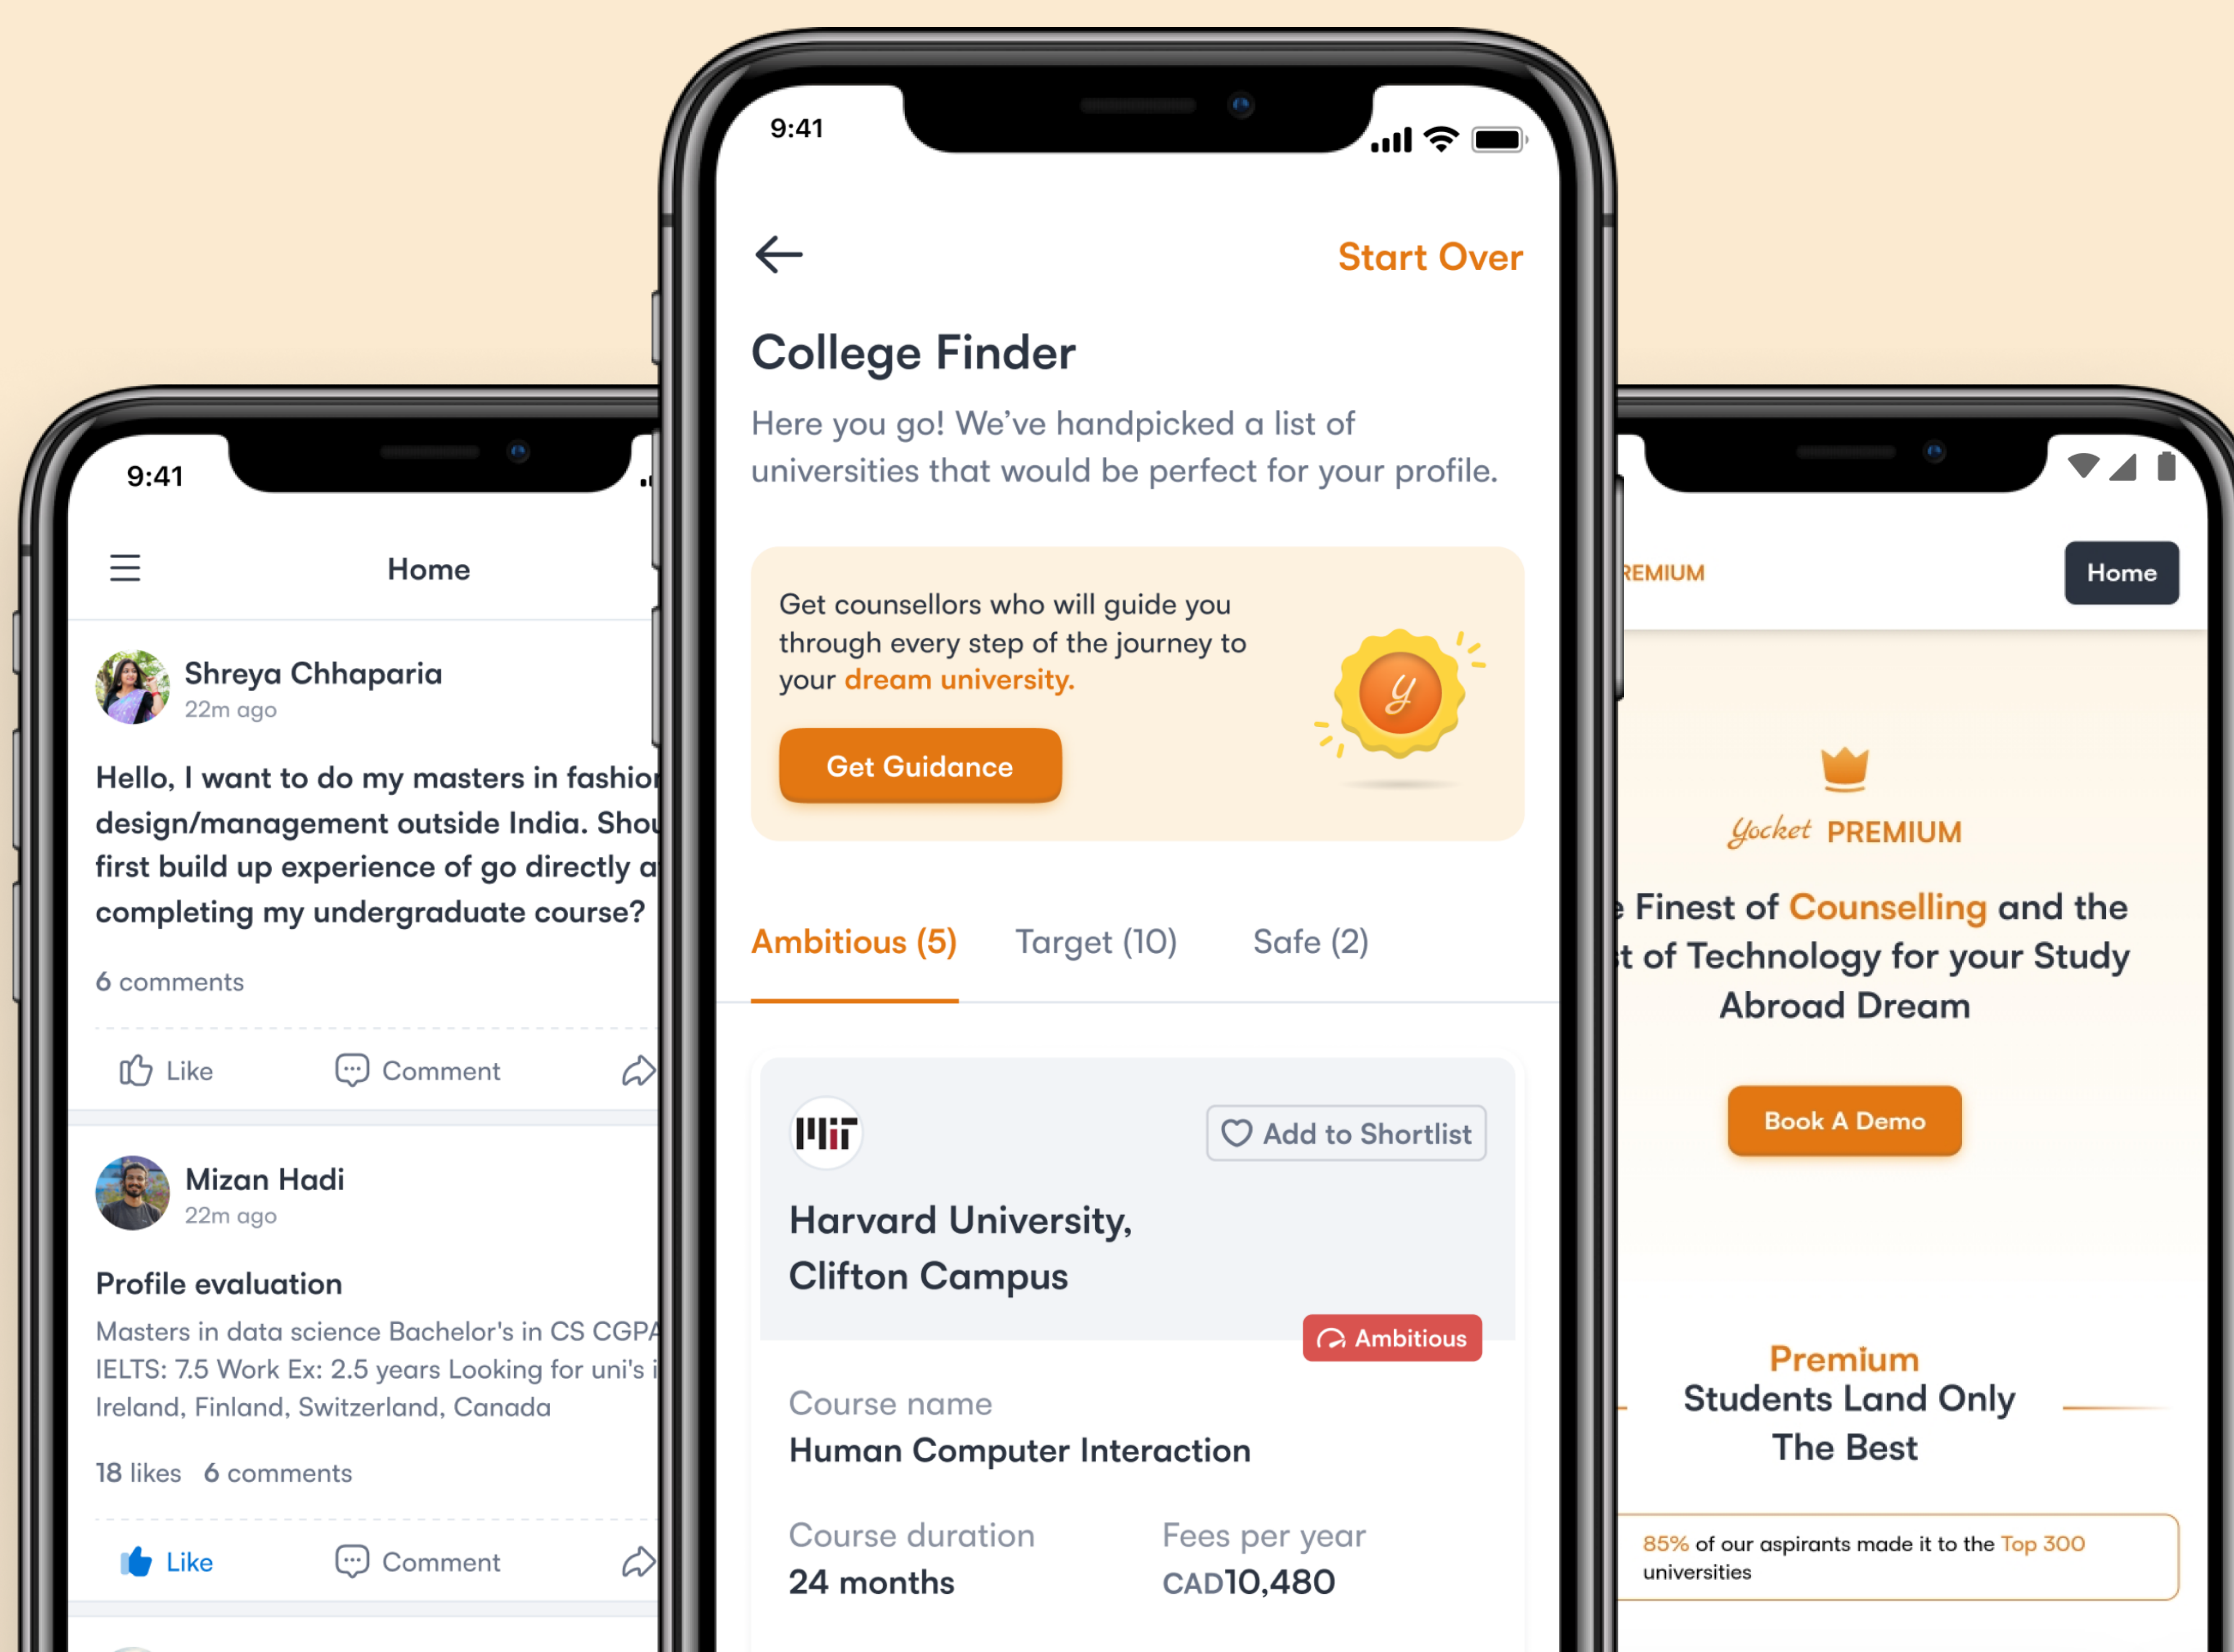 9:41
Home
Shreya Chhaparia
22m ago
Hello, I want to do my masters in
design/management outside India.
first build up experience of go directly
completing my undergraduate course?
6 comments
Like
Comment
Mizan Hadi
22m ago
Profile evaluation
Masters in data science Bachelor's in CS CGPA
IELTS: 7.5 Work Ex: 2.5 years Looking for uni's
Ireland, Finland, Switzerland, Canada
18 likes 6 comments
Like
Comment
9:41
Start Over
College Finder
Here you go! We've handpicked a list of
universities that would be perfect for your profile.
Get counsellors who will guide you
through every step of the journey to
your dream university.
y
Get Guidance
Ambitious (5)
Target (10)
Safe (2)
MIT
Add to Shortlist
Harvard University,
Clifton Campus
Ambitious
Course name
Human Computer Interaction
Course duration
Fees per year
24 months
CAD10,480
REMIUM
Home
yocket PREMIUM
Finest of Counselling and the
of Technology for your Study
Abroad Dream
Book A Demo
Premium
Students Land Only
The Best
85% of our aspirants made it to the Top 300
universities